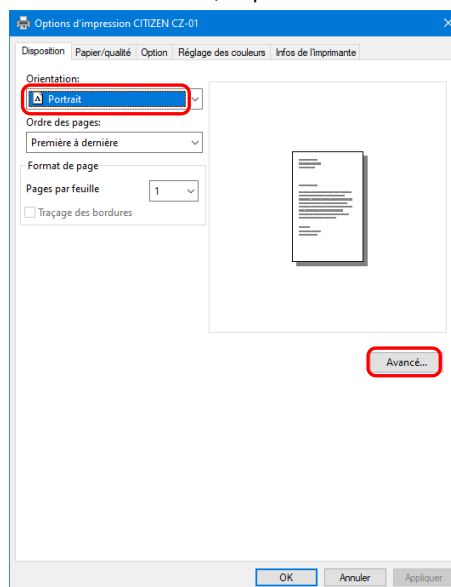 Options d'impression CITIZEN CZ-01
Disposition Papier/qualité Option Réglage des couleurs Infos de l'imprimante
Orientation:
Portrait
Ordre des pages:
Première à dernière
Format de page
Pages par feuille 1
Traçage des bordures
Avancé...
OK Annuler Appliquer